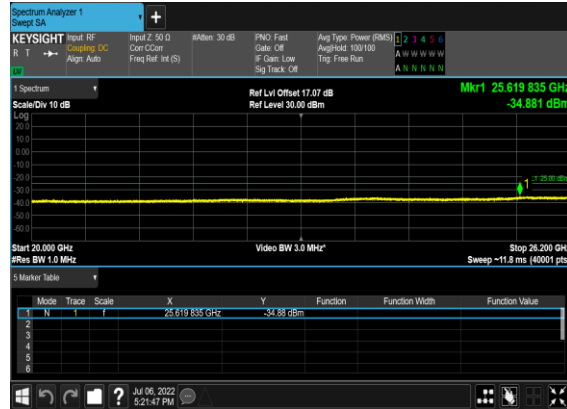 Spectrum Analyzer 1
Swept SA
+
KEYSIGHT Input: RF Input Z: 50 Ω #Atten: 30 dB PNO: Fast Avg Type: Power (RMS) 1 2 3 4 5 6
R T Coupling: DC Corr CCorr Gate: Off Avg|Hold: 100/100 A W W W W W
Align: Auto Freq Ref: Int (S) IF Gain: Low Trig: Free Run
Sig Track: Off A N N N N N
1 Spectrum Ref Lvl Offset 17.07 dB Mkr1 25.619 835 GHz
Scale/Div 10 dB Ref Level 30.00 dBm -34.881 dBm
Log
20.0
10.0
0.00
-10.0
-20.0
-30.0
-40.0
-50.0
-60.0
1
Start 20.000 GHz Video BW 3.0 MHz* Stop 26.200 GHz
#Res BW 1.0 MHz Sweep ~11.8 ms (40001 pts)
5 Marker Table
Mode Trace Scale X Y Function Function Width Function Value
1 N 1 f 25.619 835 GHz -34.88 dBm
2
3
4
5
6
? Jul 06, 2022
5:21:47 PM